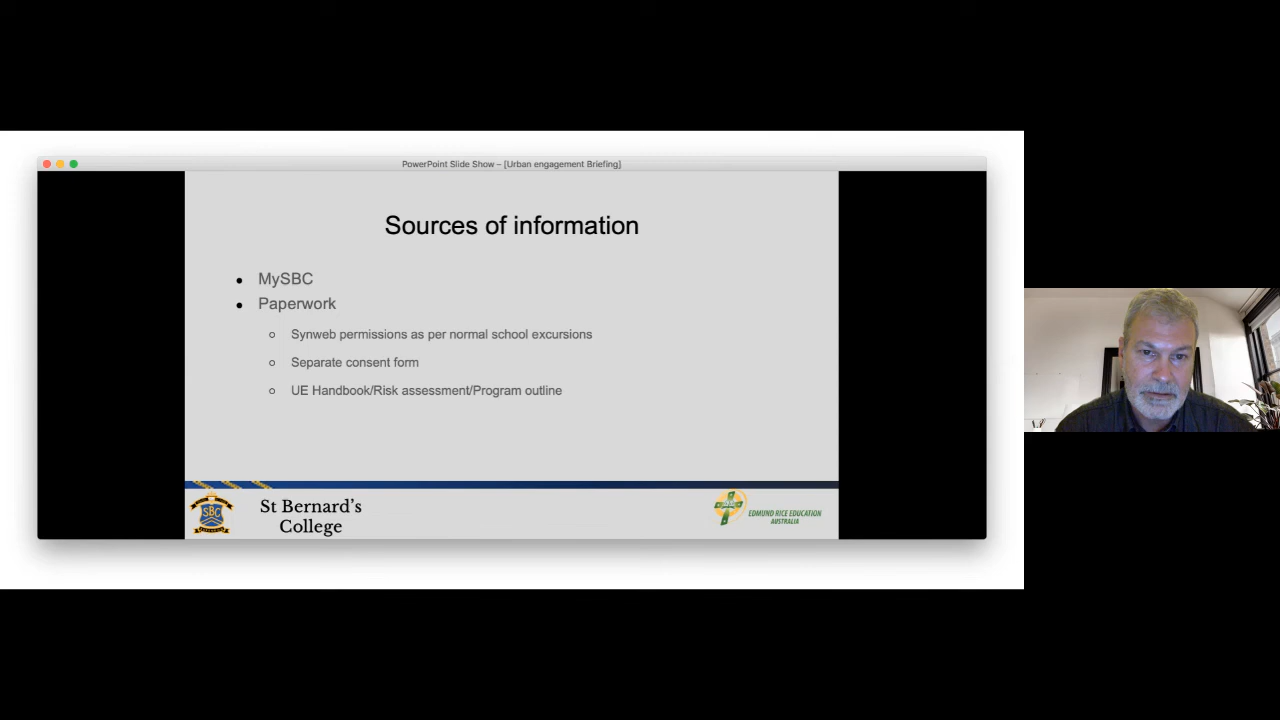 PowerPoint Slide Show – [Urban engagement Briefing]
Sources of information
MySBC
Paperwork
Synweb permissions as per normal school excursions
Separate consent form
UE Handbook/Risk assessment/Program outline
SBC
St Bernard’s
College
EDMUND RICE EDUCATION
AUSTRALIA